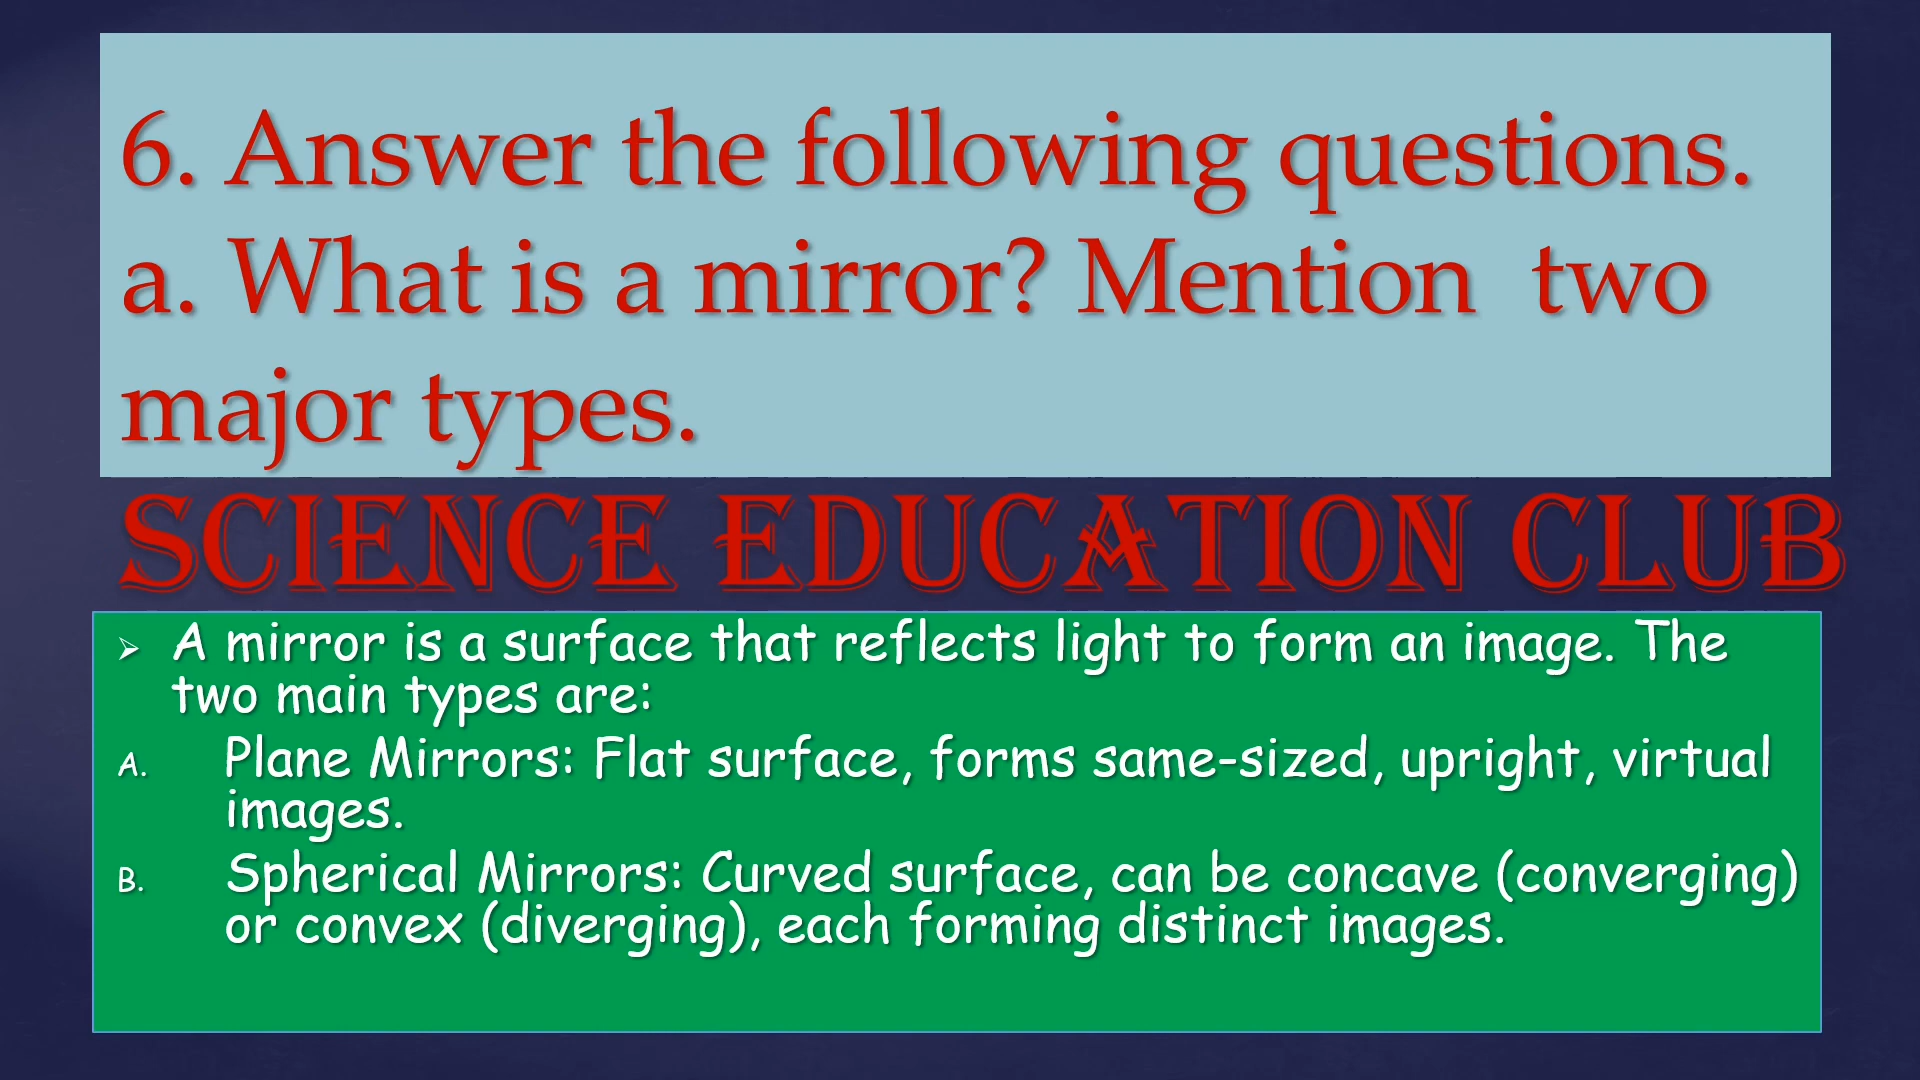 6. Answer the following questions.
a. What is a mirror? Mention  two
major types.
SCIENCE EDUCATION CLUB
➢ A mirror is a surface that reflects light to form an image. The
two main types are:
A. Plane Mirrors: Flat surface, forms same-sized, upright, virtual
images.
B. Spherical Mirrors: Curved surface, can be concave (converging)
or convex (diverging), each forming distinct images.